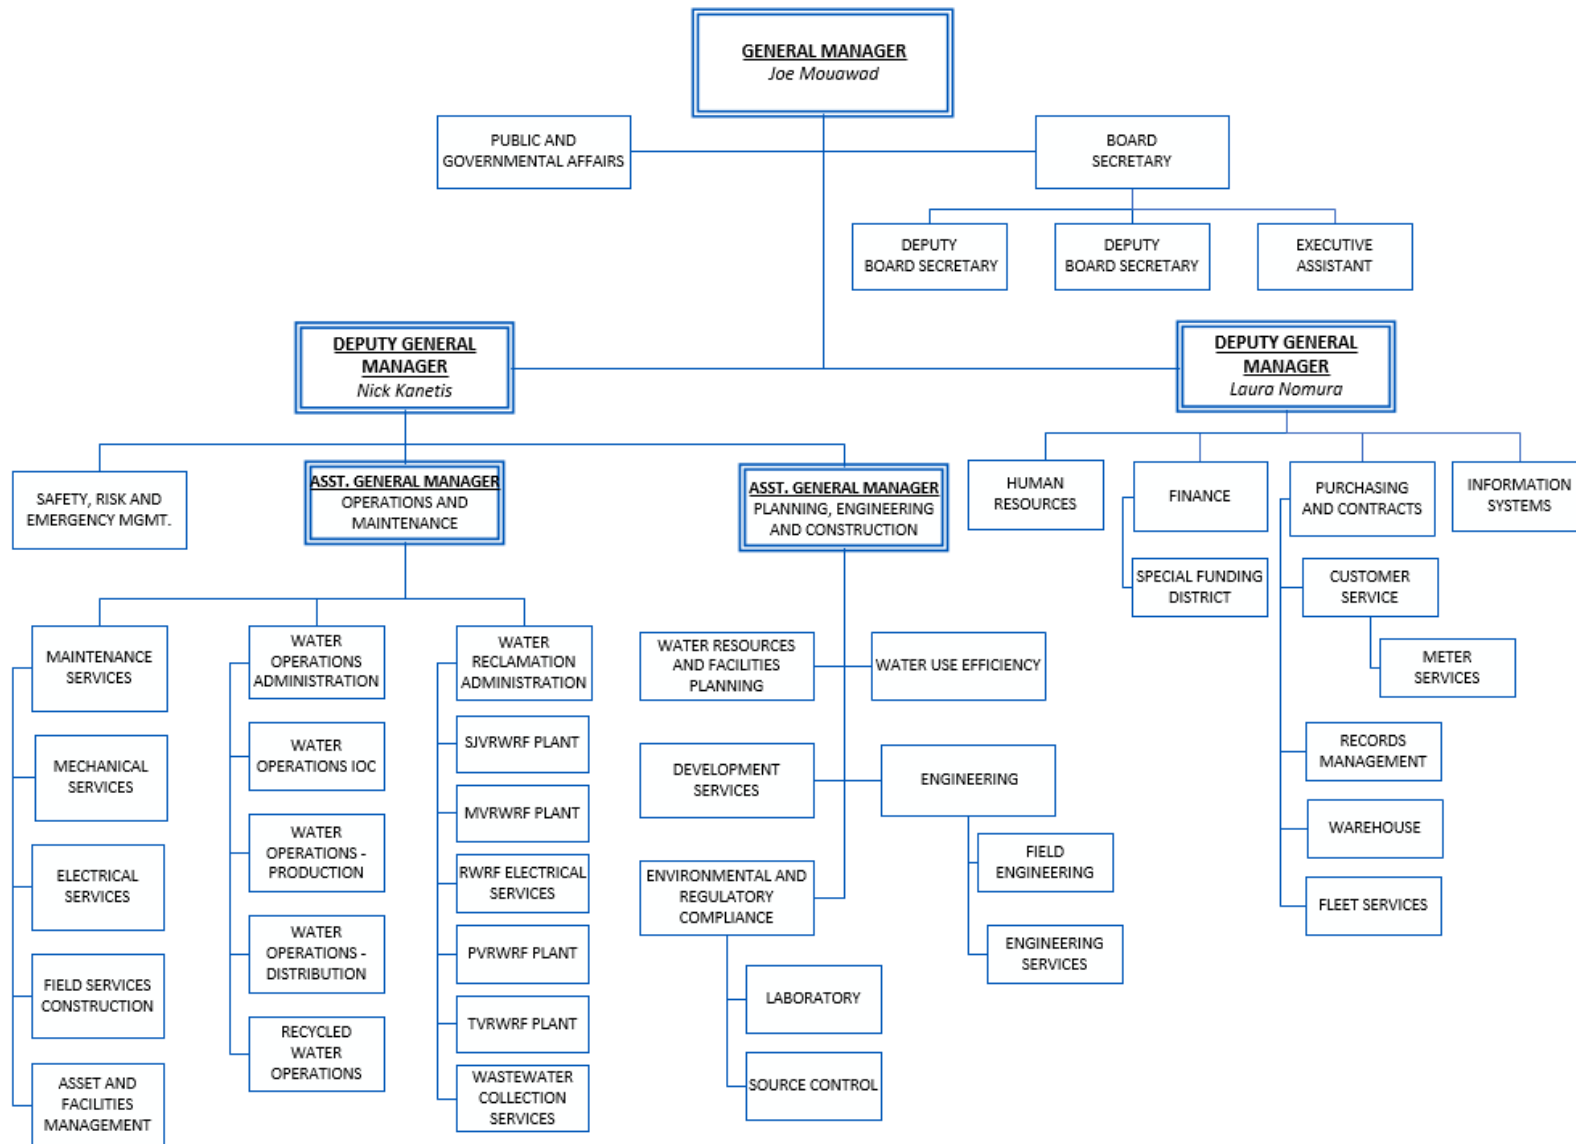 GENERAL MANAGER
Joe Mouawad
PUBLIC AND
GOVERNMENTAL AFFAIRS
BOARD
SECRETARY
DEPUTY
BOARD SECRETARY
DEPUTY
BOARD SECRETARY
EXECUTIVE
ASSISTANT
DEPUTY GENERAL
MANAGER
Nick Kanetis
DEPUTY GENERAL
MANAGER
Laura Nomura
SAFETY, RISK AND
EMERGENCY MGMT.
ASST. GENERAL MANAGER
OPERATIONS AND
MAINTENANCE
ASST. GENERAL MANAGER
PLANNING, ENGINEERING
AND CONSTRUCTION
HUMAN
RESOURCES
FINANCE
PURCHASING
AND CONTRACTS
INFORMATION
SYSTEMS
SPECIAL FUNDING
DISTRICT
CUSTOMER
SERVICE
METER
SERVICES
RECORDS
MANAGEMENT
WAREHOUSE
FLEET SERVICES
MAINTENANCE
SERVICES
MECHANICAL
SERVICES
ELECTRICAL
SERVICES
FIELD SERVICES
CONSTRUCTION
ASSET AND
FACILITIES
MANAGEMENT
WATER
OPERATIONS
ADMINISTRATION
WATER
OPERATIONS IOC
WATER
OPERATIONS -
PRODUCTION
WATER
OPERATIONS -
DISTRIBUTION
RECYCLED
WATER
OPERATIONS
WATER
RECLAMATION
ADMINISTRATION
SJVRWRF PLANT
MVRWRF PLANT
RWRF ELECTRICAL
SERVICES
PVRWRF PLANT
TVRWRF PLANT
WASTEWATER
COLLECTION
SERVICES
WATER RESOURCES
AND FACILITIES
PLANNING
WATER USE EFFICIENCY
DEVELOPMENT
SERVICES
ENGINEERING
FIELD
ENGINEERING
ENGINEERING
SERVICES
ENVIRONMENTAL AND
REGULATORY
COMPLIANCE
LABORATORY
SOURCE CONTROL